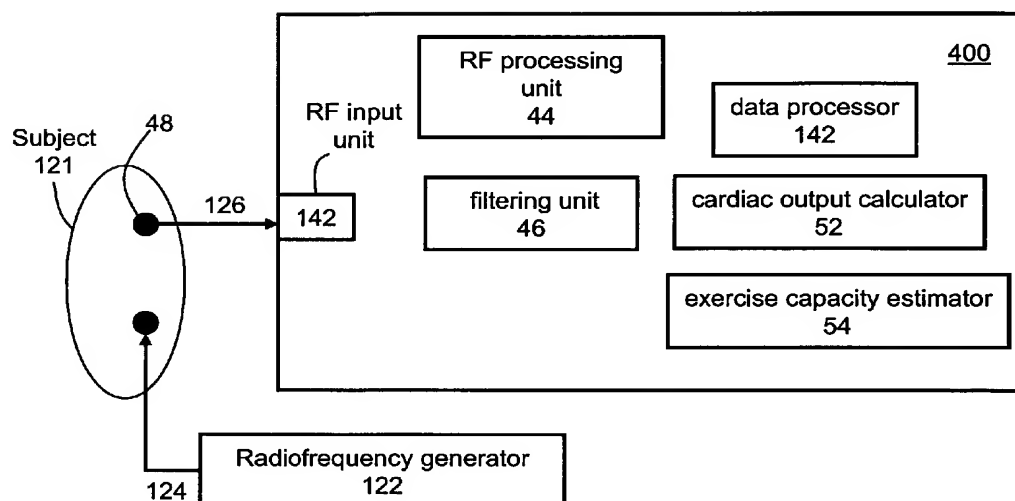 RF processing
unit
44
400
data processor
142
RF input
unit
48
Subject
121
126
142
filtering unit
46
cardiac output calculator
52
exercise capacity estimator
54
Radiofrequency generator
122
124